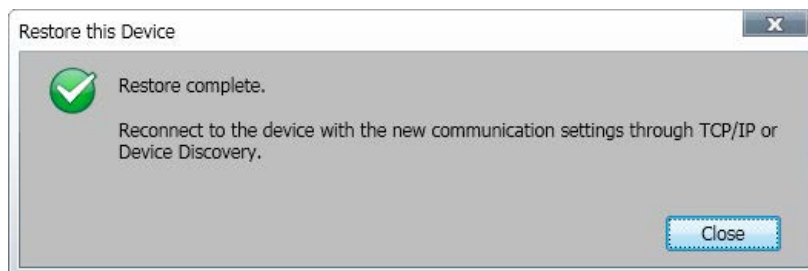 Restore this Device
X
Restore complete.
Reconnect to the device with the new communication settings through TCP/IP or
Device Discovery.
Close